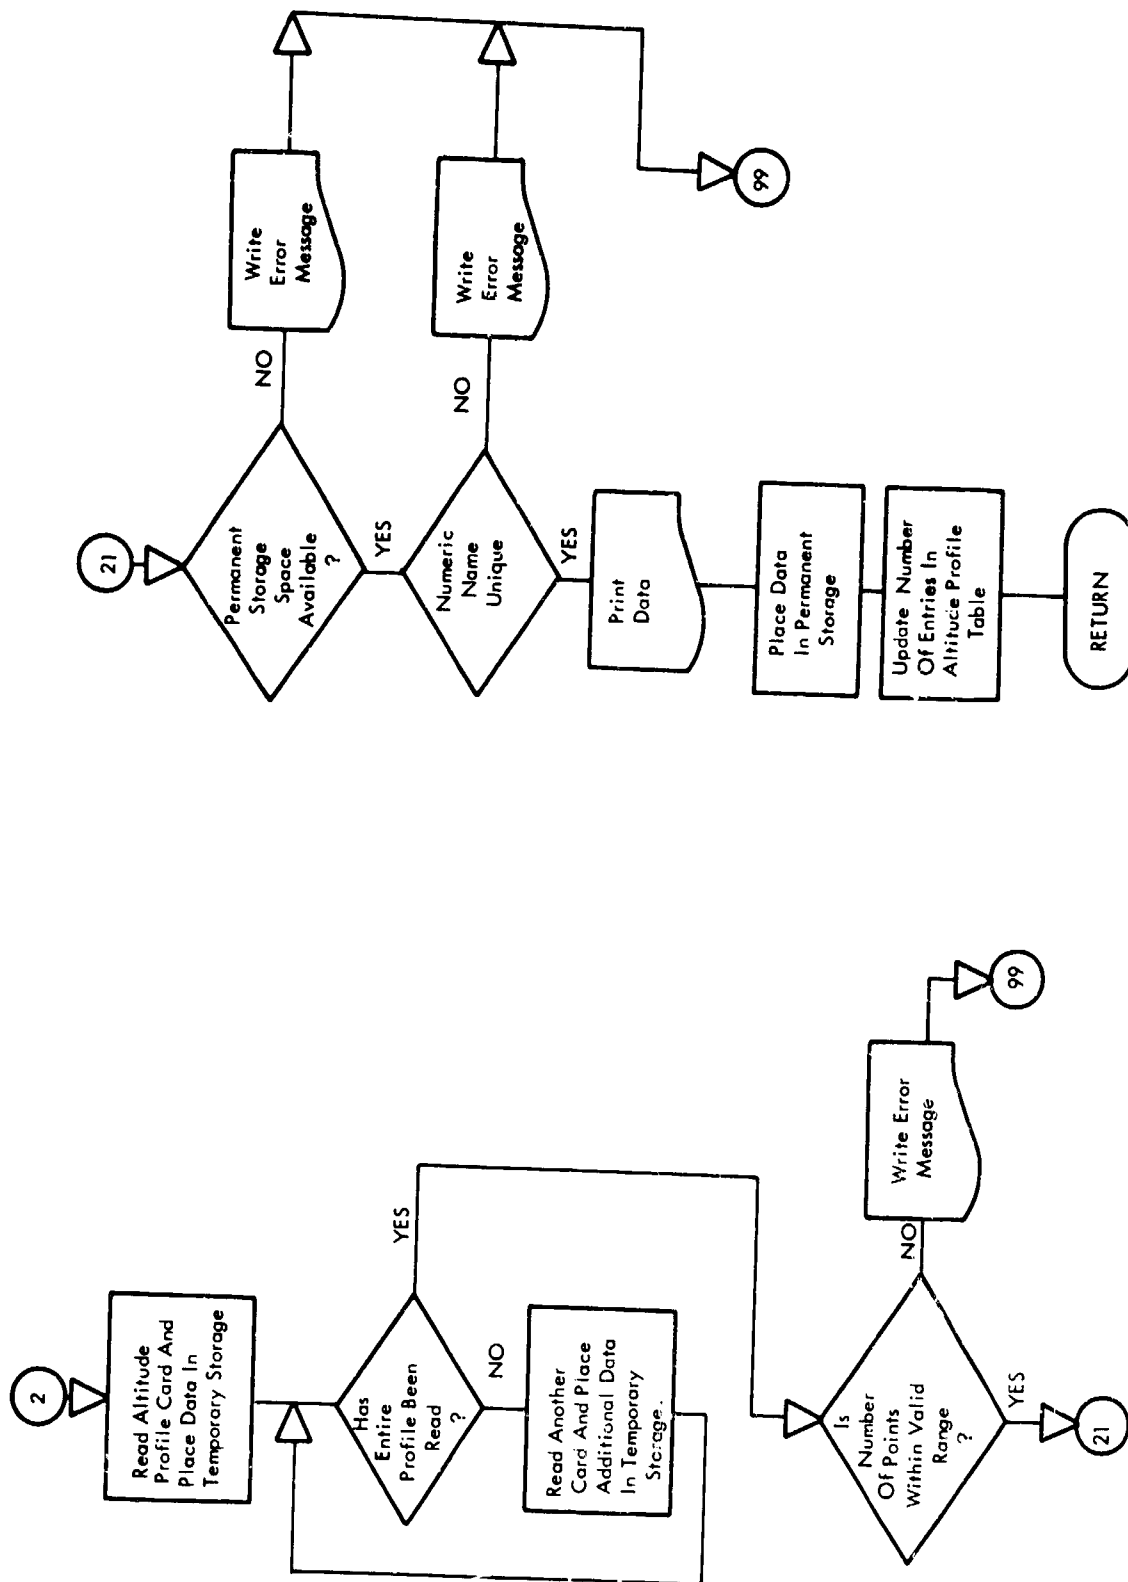 2
Read Altitude
Profile Card And
Place Data In
Temporary Storage
Has
Entire
Profile Been
Read
?
YES
NO
Read Another
Card And Place
Additional Data
In Temporary
Storage.
Is
Number
Of Points
Within Valid
Range
?
NO
Write Error
Message
99
YES
21
21
Permanent
Storage
Space
Available
?
NO
Write
Error
Message
YES
Numeric
Name
Unique
NO
Write
Error
Message
99
YES
Print
Data
Place Data
In Permanent
Storage
Update Number
Of Entries In
Altitude Profile
Table
RETURN